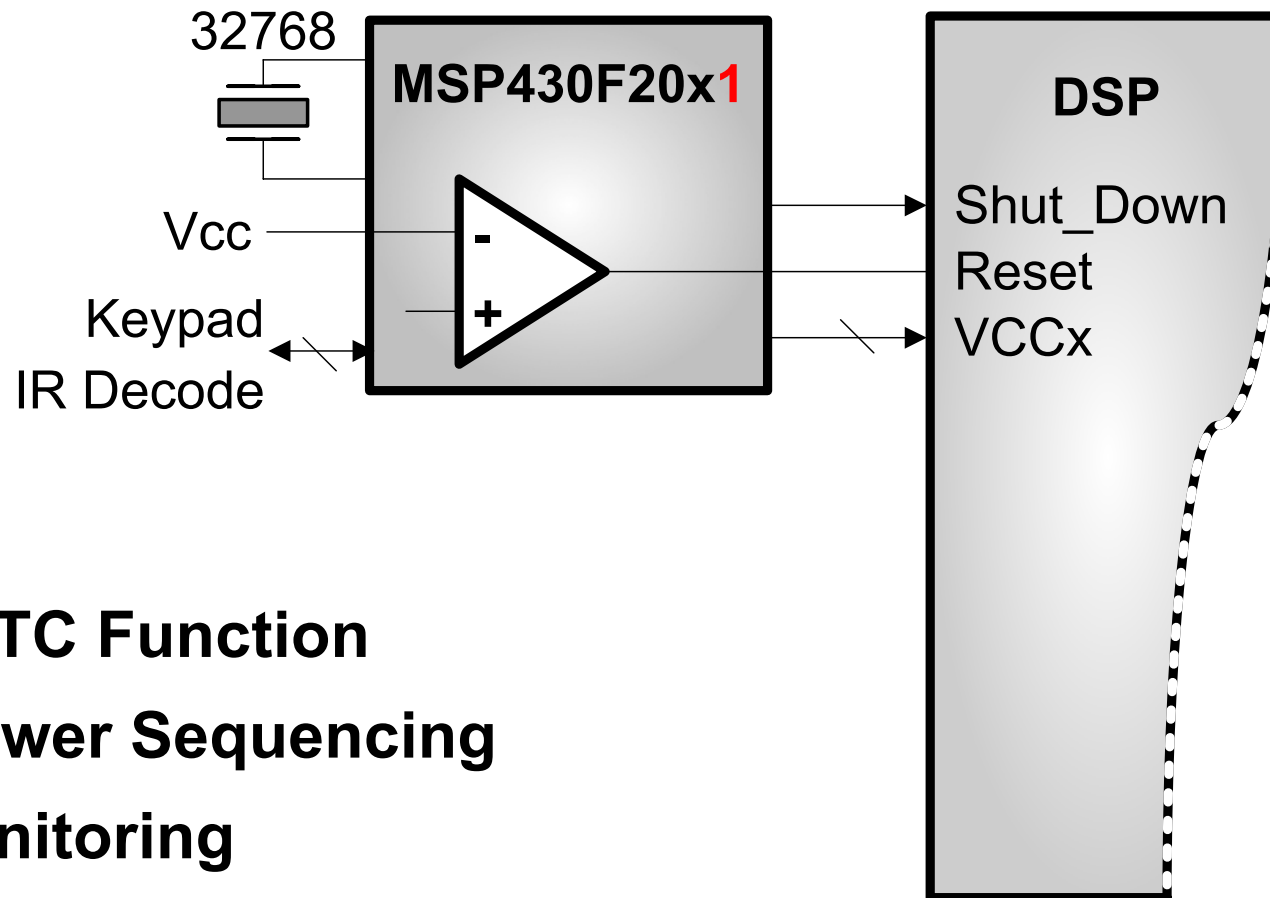 32768
MSP430F20x1
DSP
Vcc
-
+
Keypad
IR Decode
Shut_Down
Reset
VCCx
TC Function
wer Sequencing
nitoring